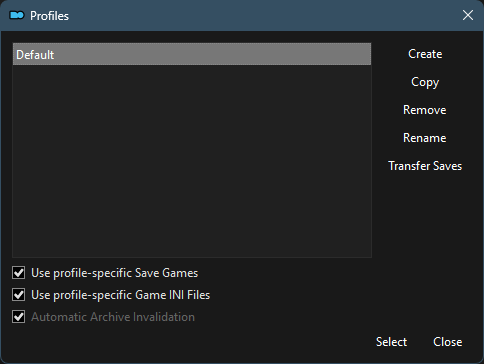 Profiles
Default
Create
Copy
Remove
Rename
Transfer Saves
Use profile-specific Save Games
Use profile-specific Game INI Files
Automatic Archive Invalidation
Select
Close